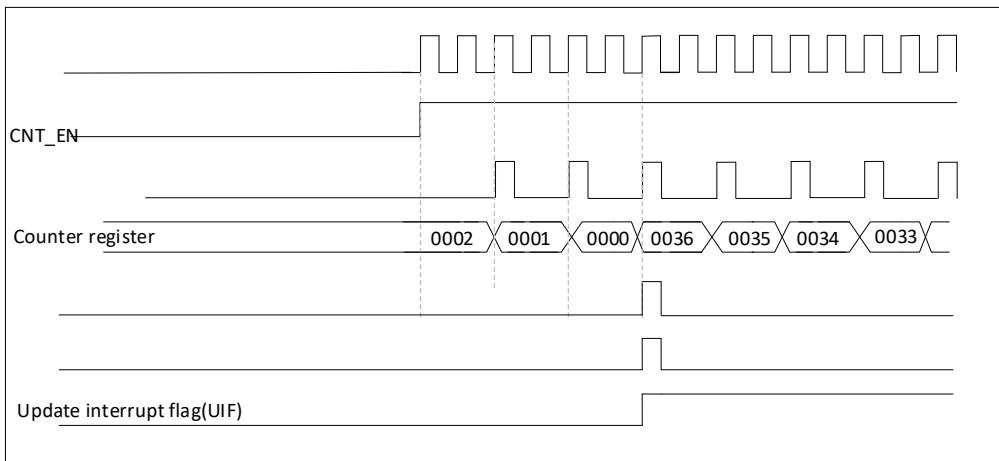 CNT_EN
Counter register 0002 0001 0000 0036 0035 0034 0033
Update interrupt flag(UIF)